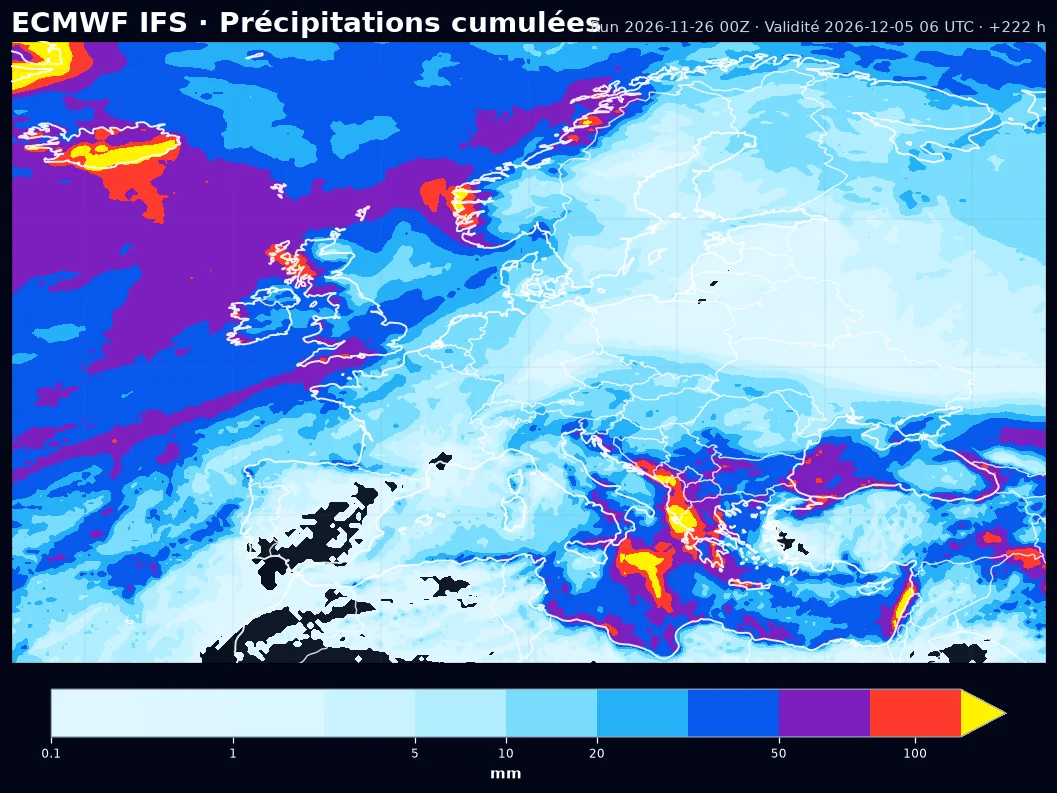 ECMWF IFS · Précipitations cumulées
Run 2026-11-26 00Z · Validité 2026-12-05 06 UTC · +222 h
0.1 1 5 10 20 50 100
mm